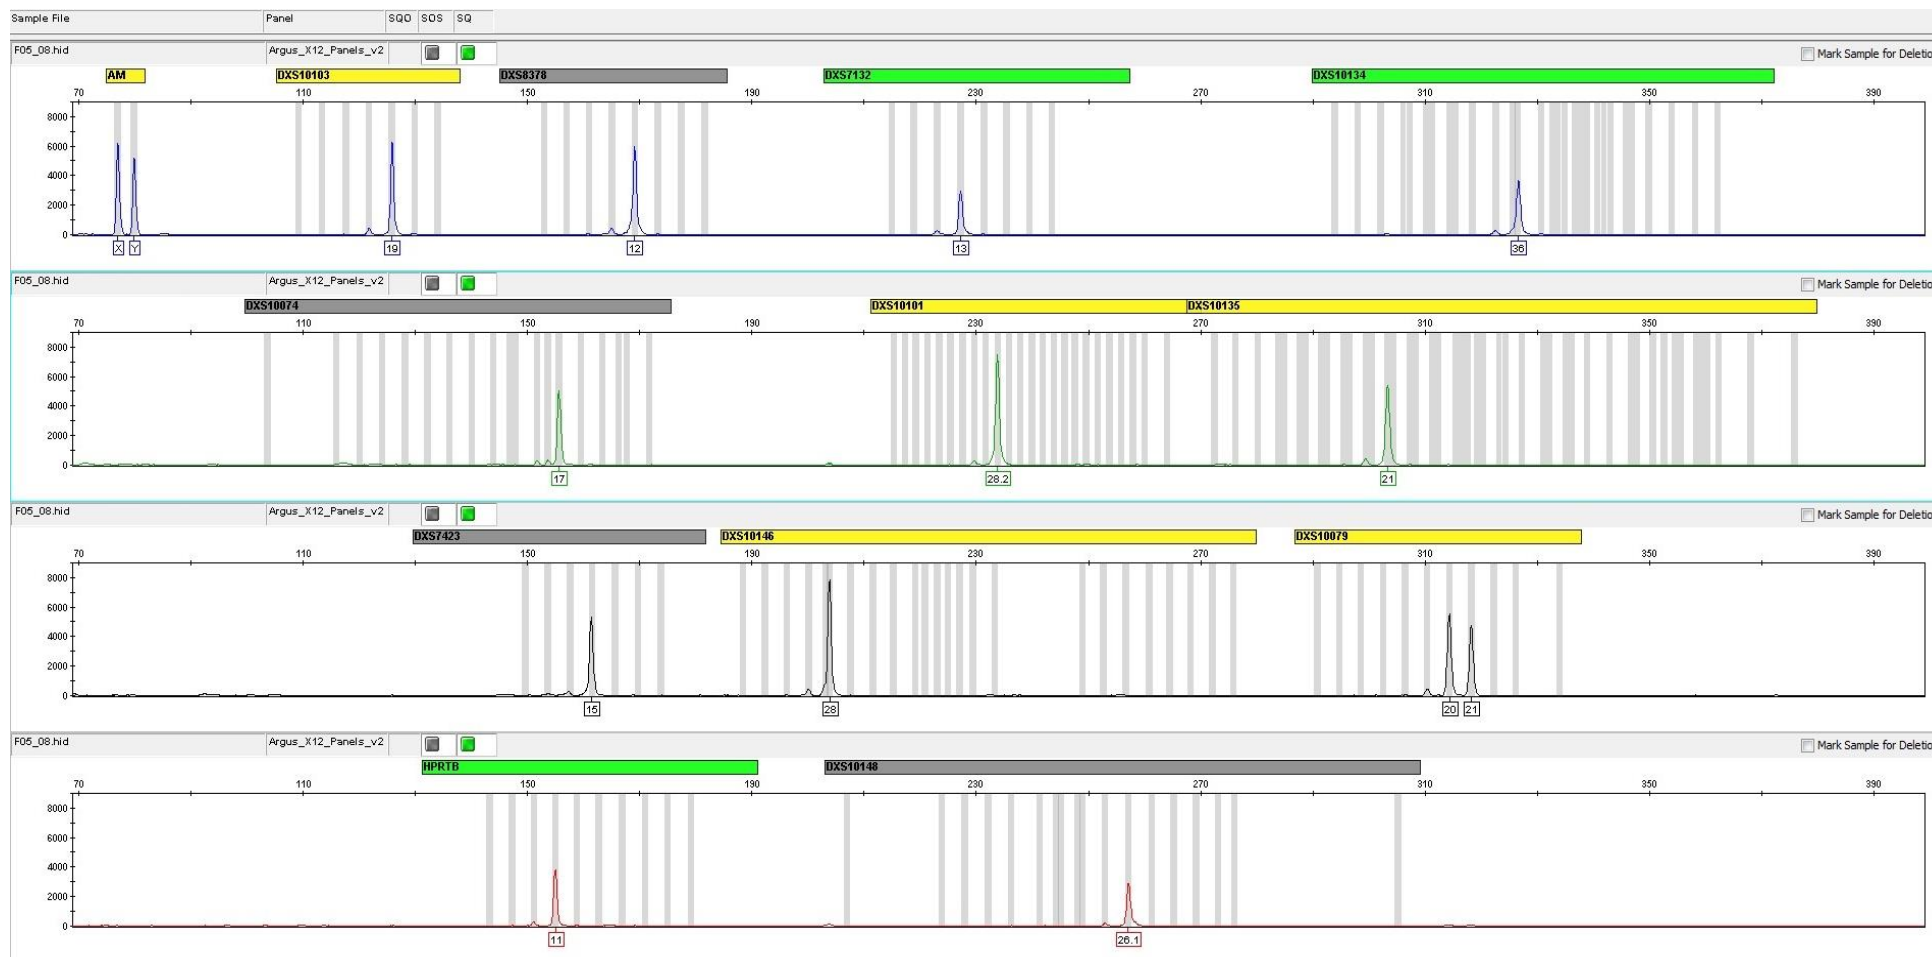 Sample File Panel SQO SOS SQ
F05_08.hid Argus_X12_Panels_v2 Mark Sample for Deletio
AM DXS10103 DXS8378 DXS7132 DXS10134
70 110 150 190 230 270 310 350 390
8000
6000
4000
2000
0
X Y 19 12 13 36
F05_08.hid Argus_X12_Panels_v2 Mark Sample for Deletio
DXS10074 DXS10101 DXS10135
70 110 150 190 230 270 310 350 390
8000
6000
4000
2000
0
17 28.2 21
F05_08.hid Argus_X12_Panels_v2 Mark Sample for Deletio
DXS7423 DXS10146 DXS10079
70 110 150 190 230 270 310 350 390
8000
6000
4000
2000
0
15 28 20 21
F05_08.hid Argus_X12_Panels_v2 Mark Sample for Deletio
HPRTB DXS10148
70 110 150 190 230 270 310 350 390
8000
6000
4000
2000
0
11 26.1